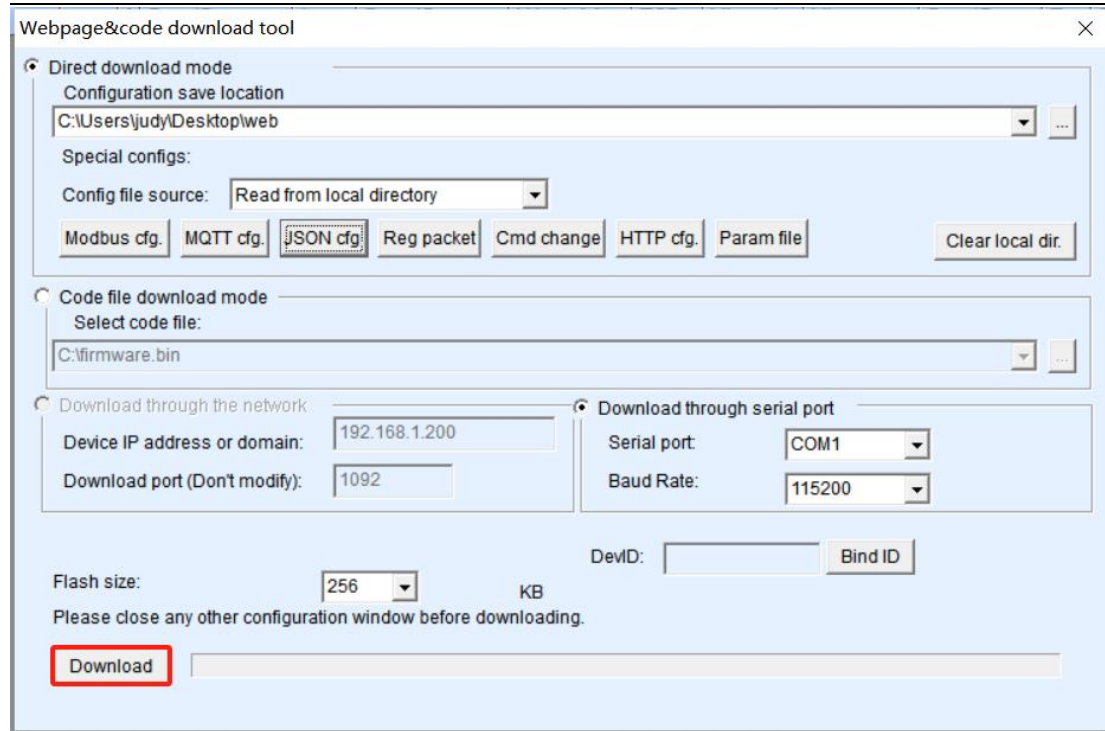 Webpage&code download tool
Direct download mode
Configuration save location
C:\Users\judy\Desktop\web
...
Special configs:
Config file source: Read from local directory
Modbus cfg. MQTT cfg. JSON cfg Reg packet Cmd change HTTP cfg. Param file Clear local dir.
Code file download mode
Select code file:
C:\firmware.bin
...
Download through the network
Device IP address or domain: 192.168.1.200
Download port (Don't modify): 1092
Download through serial port
Serial port: COM1
Baud Rate: 115200
DevID: Bind ID
Flash size: 256 KB
Please close any other configuration window before downloading.
Download